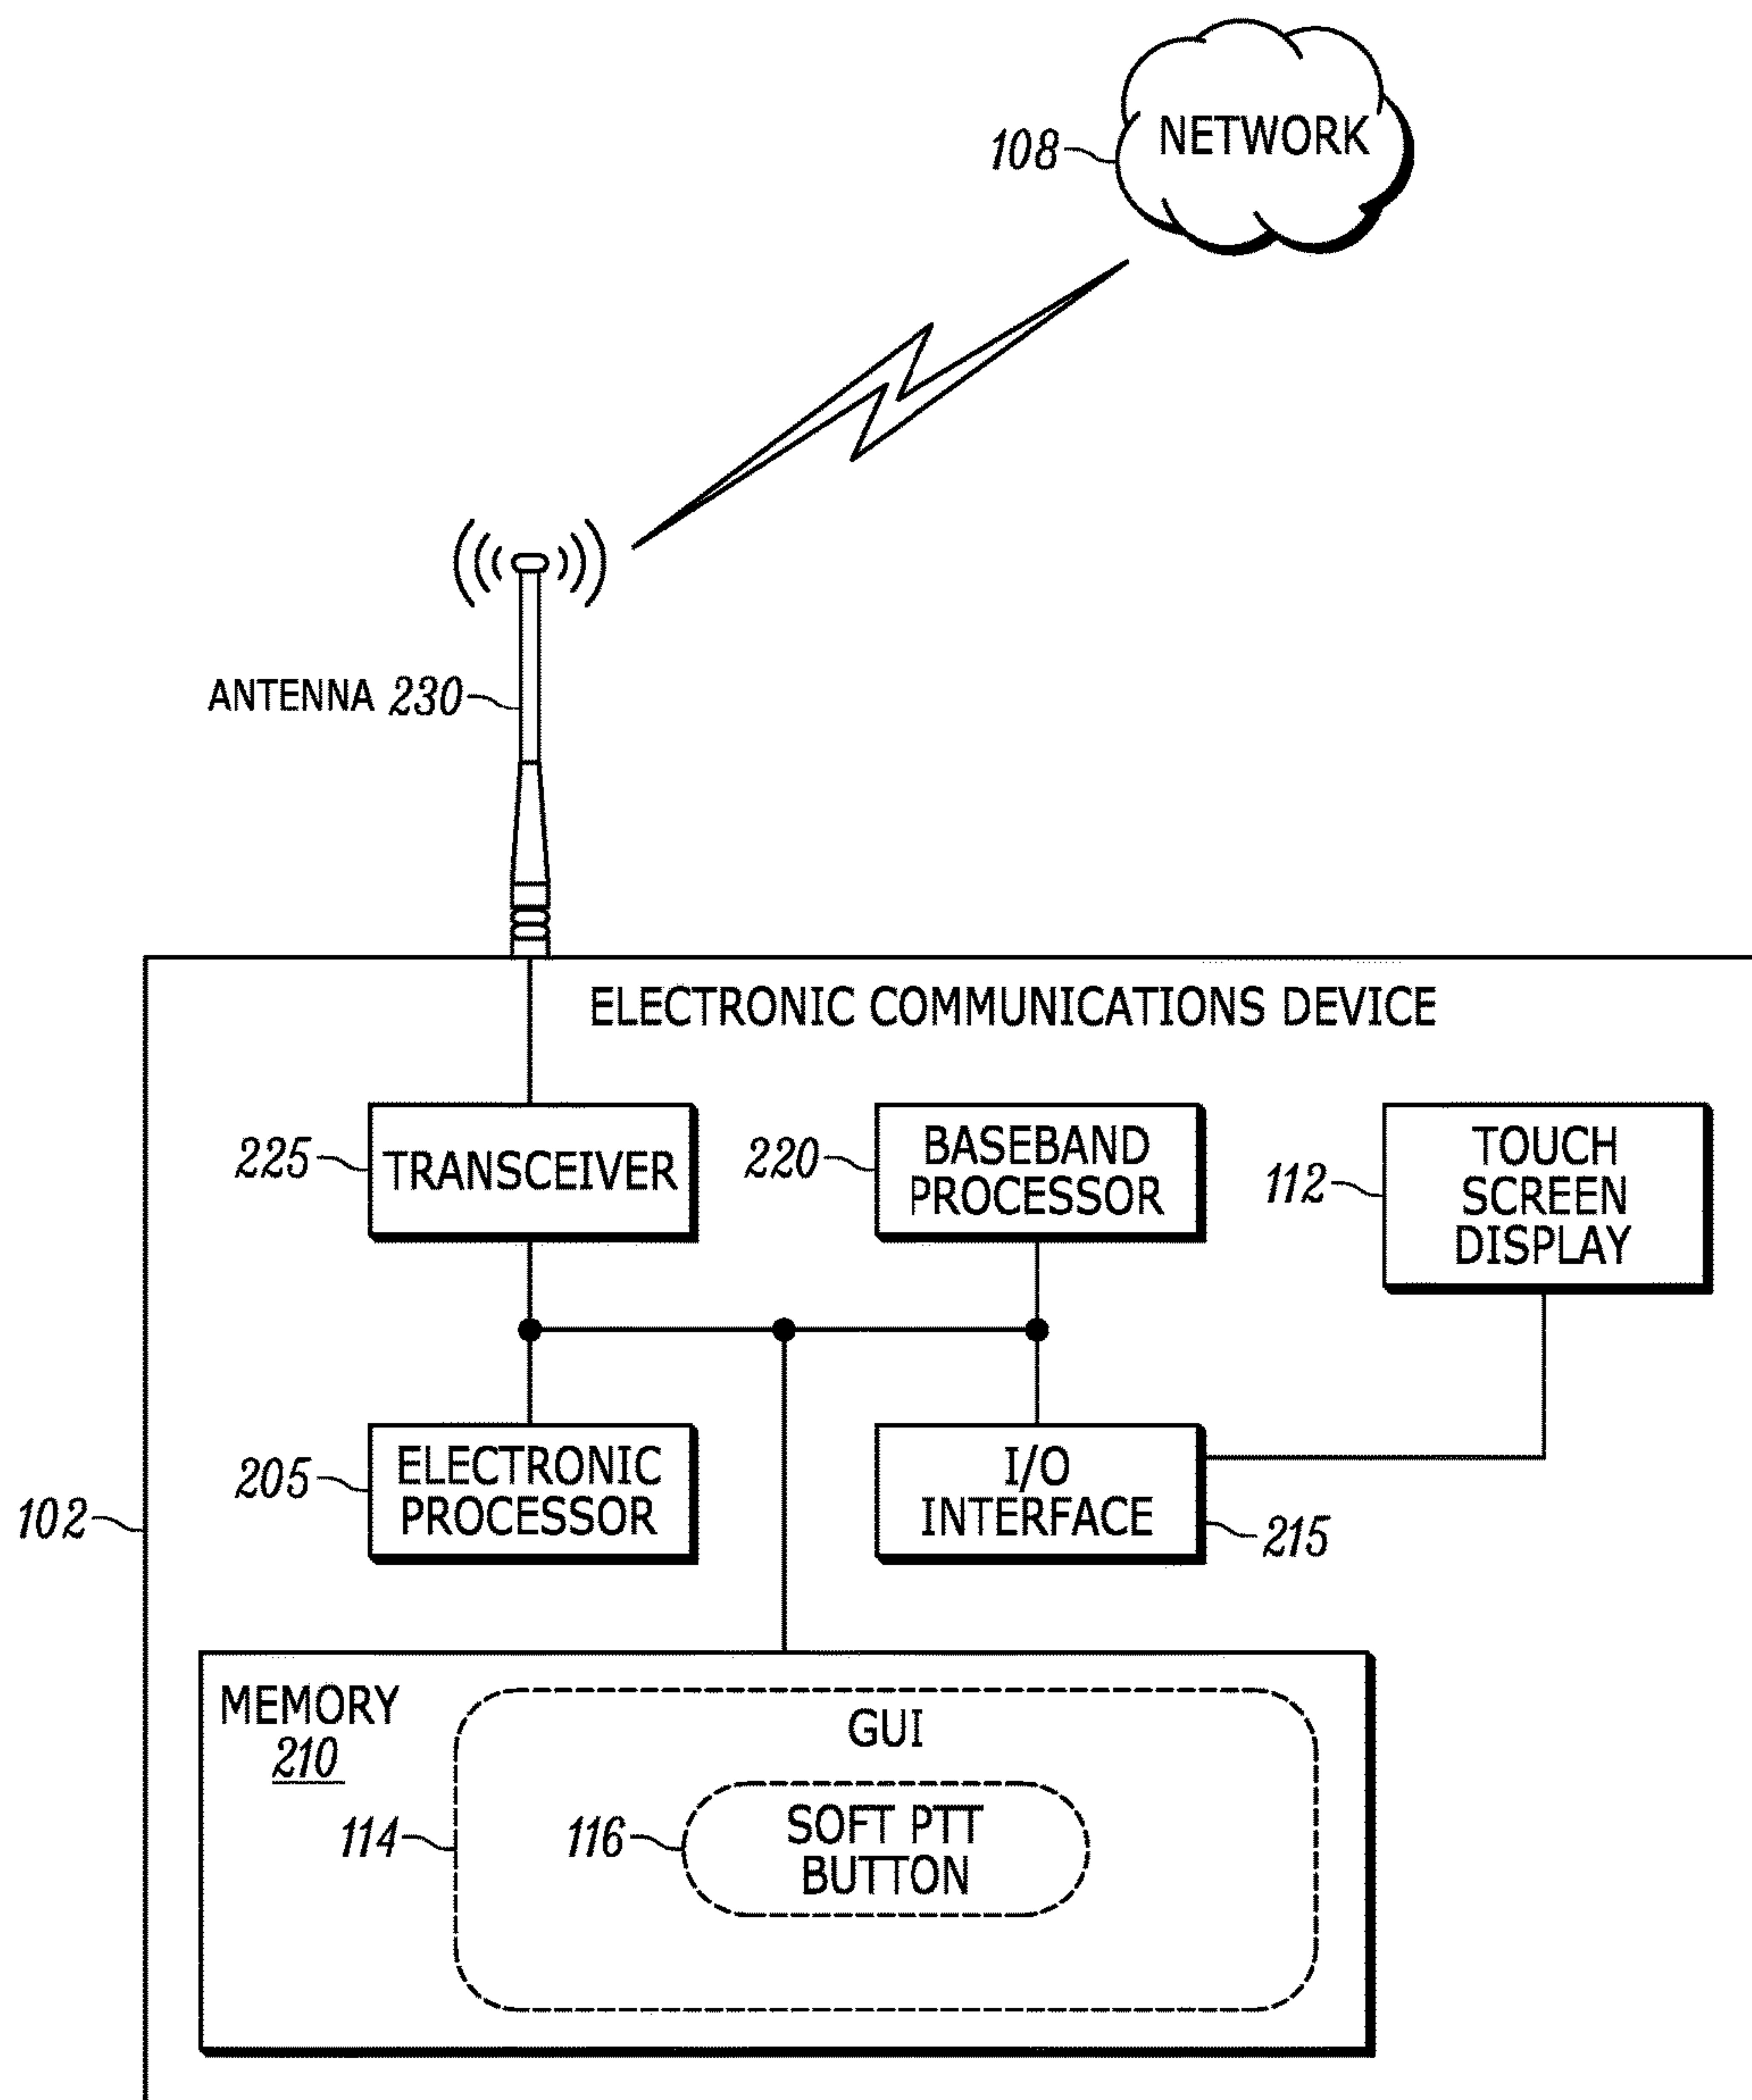 NETWORK
108
ANTENNA 230
ELECTRONIC COMMUNICATIONS DEVICE
225
TRANSCEIVER
220
BASEBAND
PROCESSOR
112
TOUCH
SCREEN
DISPLAY
205
ELECTRONIC
PROCESSOR
I/O
INTERFACE
215
102
MEMORY
210
GUI
114
116
SOFT PTT
BUTTON